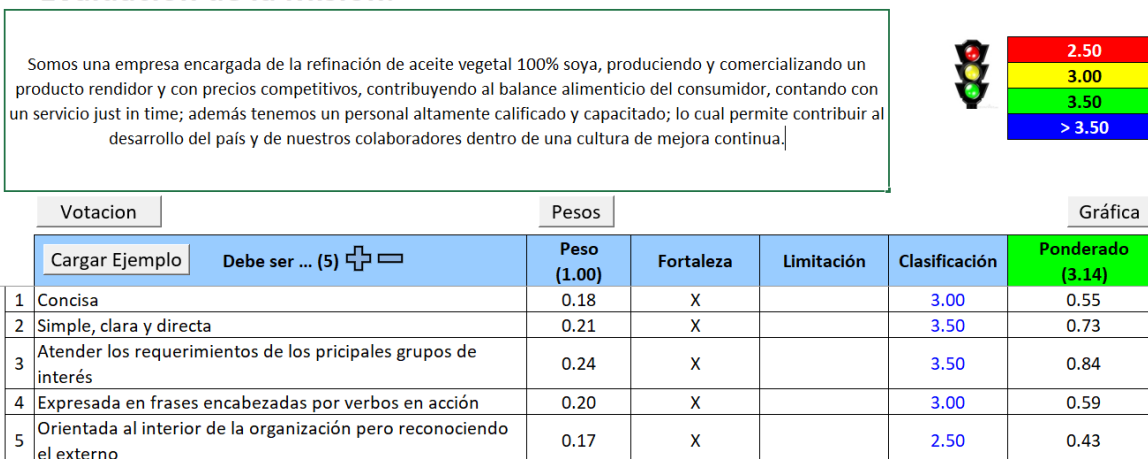 Somos una empresa encargada de la refinación de aceite vegetal 100% soya, produciendo y comercializando un
producto rendidor y con precios competitivos, contribuyendo al balance alimenticio del consumidor, contando con
un servicio just in time; además tenemos un personal altamente calificado y capacitado; lo cual permite contribuir al
desarrollo del país y de nuestros colaboradores dentro de una cultura de mejora continua.
2.50
3.00
3.50
> 3.50
Votacion Pesos Gráfica
Cargar Ejemplo Debe ser ... (5) Peso (1.00) Fortaleza Limitación Clasificación Ponderado (3.14)
1 Concisa 0.18 X 3.00 0.55
2 Simple, clara y directa 0.21 X 3.50 0.73
3 Atender los requerimientos de los pricipales grupos de
interés 0.24 X 3.50 0.84
4 Expresada en frases encabezadas por verbos en acción 0.20 X 3.00 0.59
5 Orientada al interior de la organización pero reconociendo
el externo 0.17 X 2.50 0.43